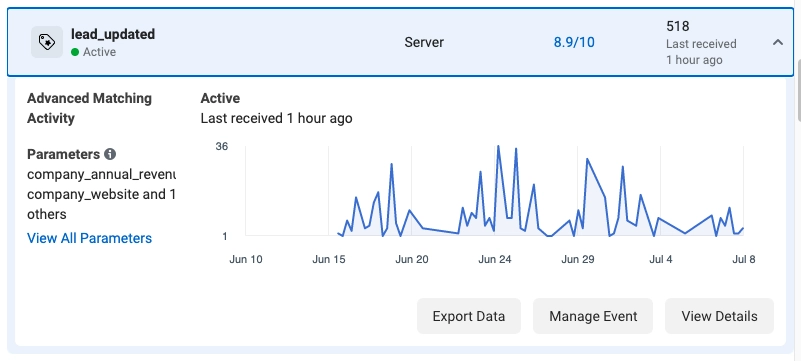 lead_updated
Active
Server
8.9/10
518
Last received
1 hour ago
Advanced Matching
Activity
Active
Last received 1 hour ago
Parameters
company_annual_revenu
company_website and 1
others
View All Parameters
36
1
Jun 10
Jun 15
Jun 20
Jun 24
Jun 29
Jul 4
Jul 8
Export Data
Manage Event
View Details